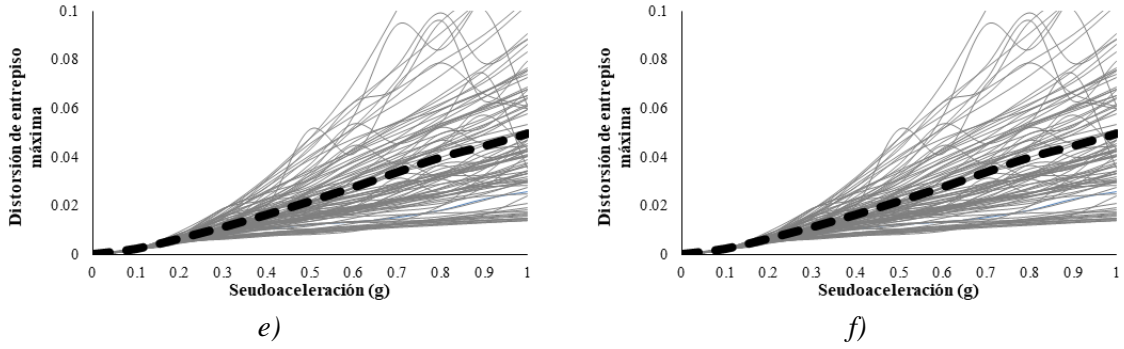 0.1
0.08
0.06
0.04
0.02
0
Distorsión de entrepiso
máxima
0 0.1 0.2 0.3 0.4 0.5 0.6 0.7 0.8 0.9 1
Seudoaceleración (g)
e)
0.1
0.08
0.06
0.04
0.02
0
Distorsión de entrepiso
máxima
0 0.1 0.2 0.3 0.4 0.5 0.6 0.7 0.8 0.9 1
Seudoaceleración (g)
f)